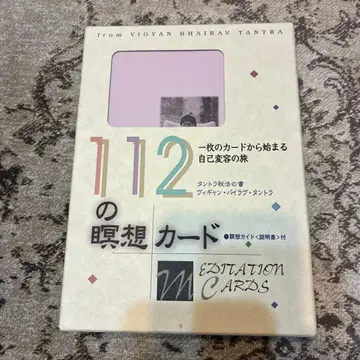 from VIGYAN BHAIRAV TANTRA
一枚のカードから始まる
自己変容の旅
112
タントラ秘法の書
ヴィギャン・バイラヴ・タントラ
の
瞑想カード
●瞑想ガイド<説明書>付
MEDITATION
CARDS